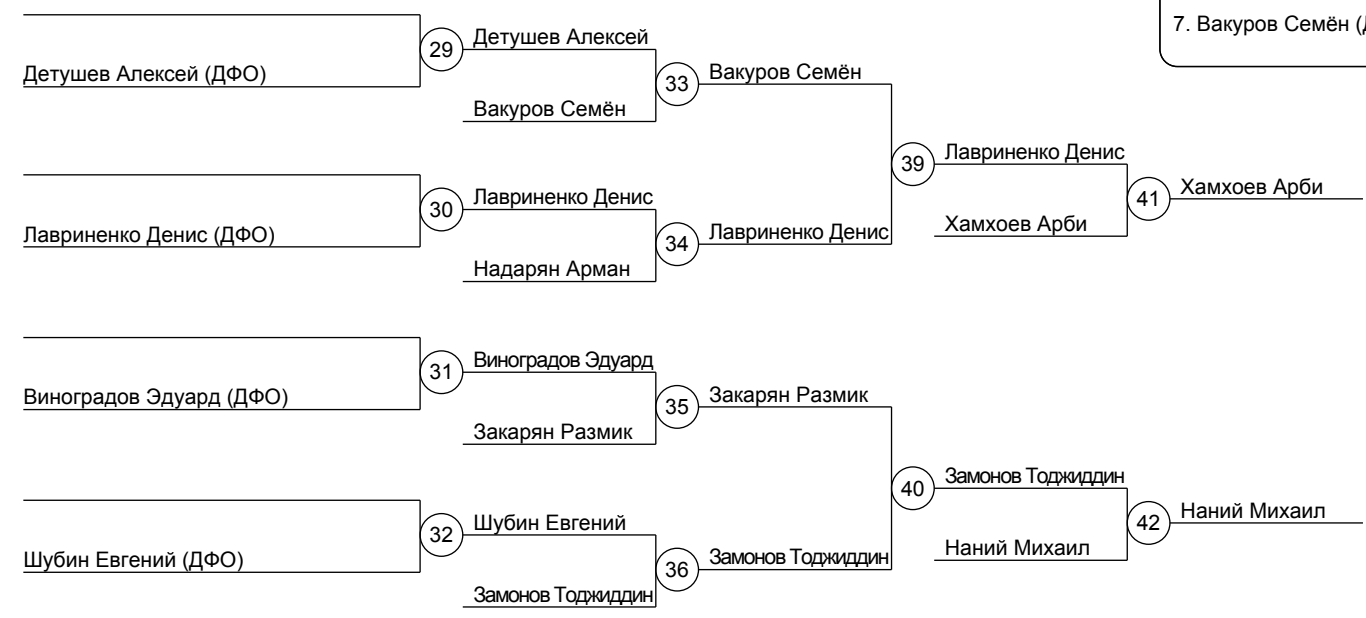 7. Вакуров Семён (Д
29
Детушев Алексей
Детушев Алексей (ДФО)
33
Вакуров Семён
Вакуров Семён
39
Лавриненко Денис
30
Лавриненко Денис
41
Хамхоев Арби
Лавриненко Денис (ДФО)
34
Лавриненко Денис
Хамхоев Арби
Надарян Арман
31
Виноградов Эдуард
Виноградов Эдуард (ДФО)
35
Закарян Размик
Закарян Размик
40
Замонов Тоджиддин
32
Шубин Евгений
42
Наний Михаил
Шубин Евгений (ДФО)
36
Замонов Тоджиддин
Наний Михаил
Замонов Тоджиддин